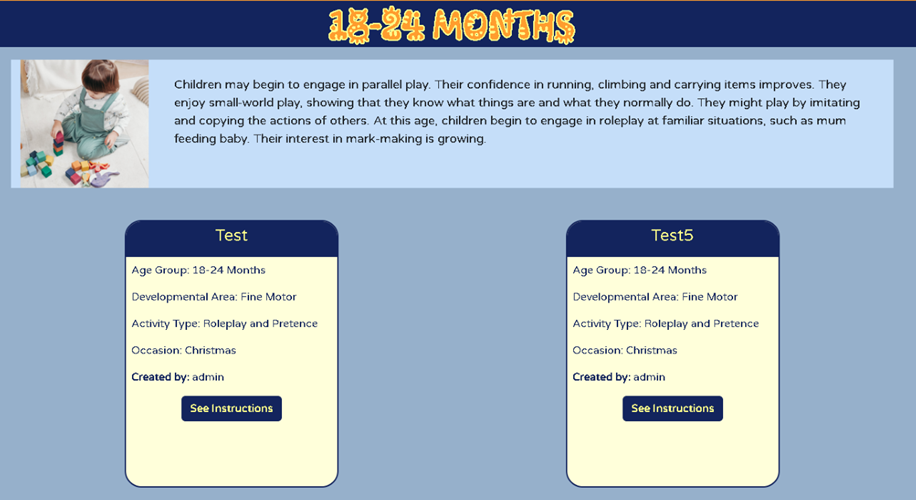 18-24 MONTHS
Children may begin to engage in parallel play. Their confidence in running, climbing and carrying items improves. They
enjoy small-world play, showing that they know what things are and what they normally do. They might play by imitating
and copying the actions of others. At this age, children begin to engage in roleplay at familiar situations, such as mum
feeding baby. Their interest in mark-making is growing.
Test
Age Group: 18-24 Months
Developmental Area: Fine Motor
Activity Type: Roleplay and Pretence
Occasion: Christmas
Created by: admin
See Instructions
Test5
Age Group: 18-24 Months
Developmental Area: Fine Motor
Activity Type: Roleplay and Pretence
Occasion: Christmas
Created by: admin
See Instructions